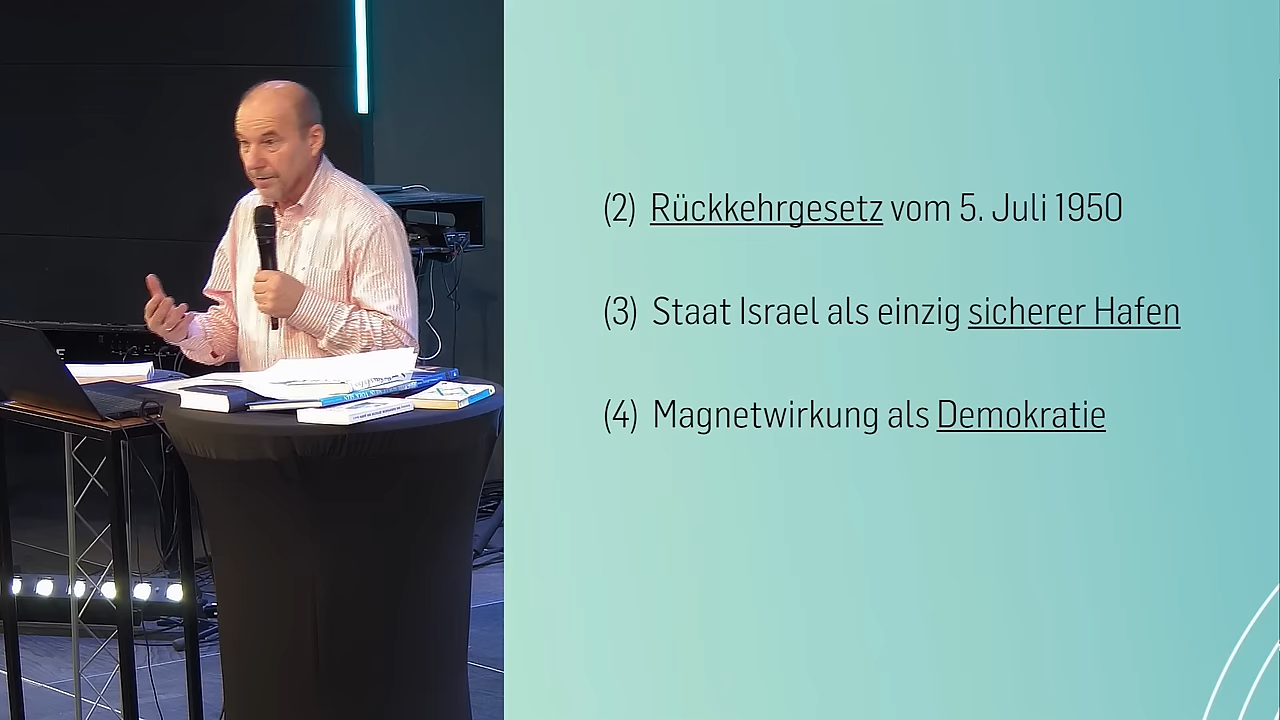 (2) Rückkehrgesetz vom 5. Juli 1950
(3) Staat Israel als einzig sicherer Hafen
(4) Magnetwirkung als Demokratie